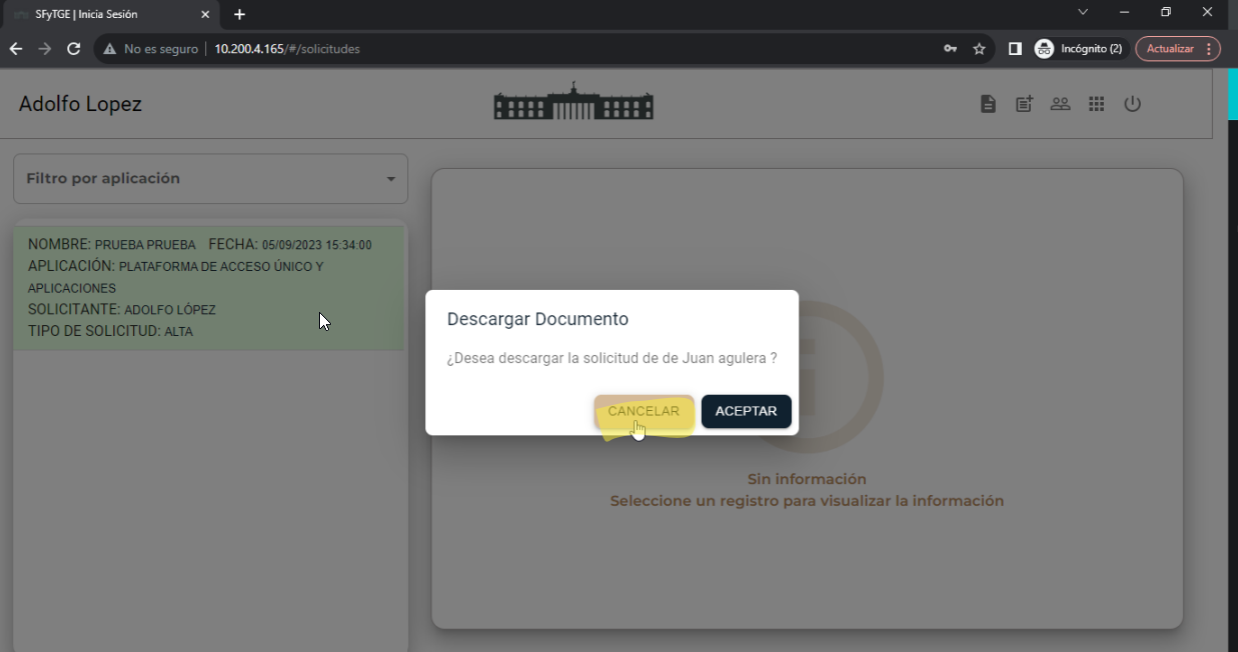 SFyTGE | Inicia Sesión
No es seguro | 10.200.4.165/#/solicitudes
Incógnito (2)
Actualizar
Adolfo Lopez
Filtro por aplicación
NOMBRE: PRUEBA PRUEBA FECHA: 05/09/2023 15:34:00
APLICACIÓN: PLATAFORMA DE ACCESO ÚNICO Y
APLICACIONES
SOLICITANTE: ADOLFO LÓPEZ
TIPO DE SOLICITUD: ALTA
Descargar Documento
¿Desea descargar la solicitud de de Juan agulera ?
CANCELAR
ACEPTAR
Sin información
Seleccione un registro para visualizar la información